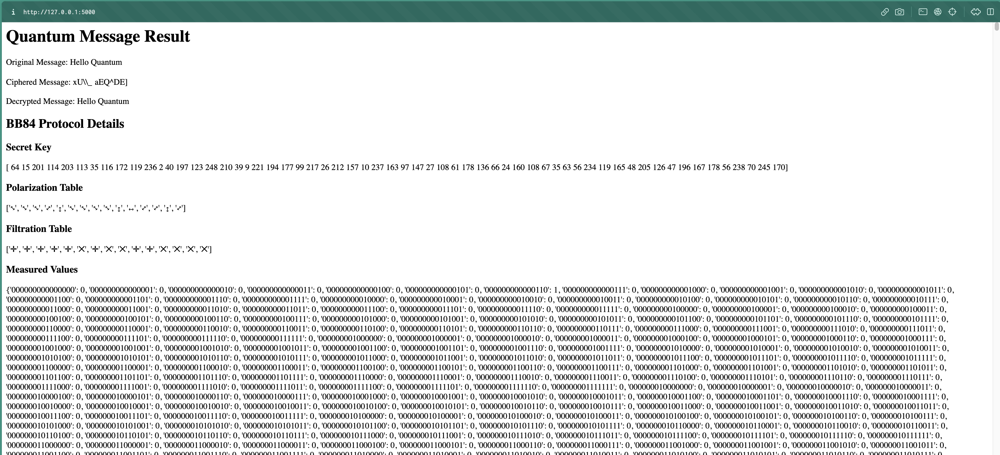 http://127.0.0.1:5000
Quantum Message Result
Original Message: Hello Quantum
Ciphered Message: xU\\_ aEQ^DE]
Decrypted Message: Hello Quantum
BB84 Protocol Details
Secret Key
[ 64 15 201 114 203 113 35 116 172 119 236 2 40 197 123 248 210 39 9 221 194 177 99 217 26 212 157 10 237 163 97 147 27 108 61 178 136 66 24 160 108 67 35 63 56 234 119 165 48 205 126 47 196 167 178 56 238 70 245 170]
Polarization Table
['⤡', '⤡', '⤡', '⤢', '↕', '⤡', '⤡', '⤡', '⤡', '↕', '↔', '⤢', '⤢', '↕', '⤢']
Filtration Table
['✛', '✛', '✛', '✛', '✛', '✕', '✛', '✕', '✕', '✛', '✛', '✕', '✕', '✕', '✕']
Measured Values
{'000000000000000': 0, '000000000000001': 0, '000000000000010': 0, '000000000000011': 0, '000000000000100': 0, '000000000000101': 0, '000000000000110': 1, '000000000000111': 0, '000000000001000': 0, '000000000001001': 0, '000000000001010': 0, '000000000001011': 0,
'000000000001100': 0, '000000000001101': 0, '000000000001110': 0, '000000000001111': 0, '000000000010000': 0, '000000000010001': 0, '000000000010010': 0, '000000000010011': 0, '000000000010100': 0, '000000000010101': 0, '000000000010110': 0, '000000000010111': 0,
'000000000011000': 0, '000000000011001': 0, '000000000011010': 0, '000000000011011': 0, '000000000011100': 0, '000000000011101': 0, '000000000011110': 0, '000000000011111': 0, '000000000100000': 0, '000000000100001': 0, '000000000100010': 0, '000000000100011': 0,
'000000000100100': 0, '000000000100101': 0, '000000000100110': 0, '000000000100111': 0, '000000000101000': 0, '000000000101001': 0, '000000000101010': 0, '000000000101011': 0, '000000000101100': 0, '000000000101101': 0, '000000000101110': 0, '000000000101111': 0,
'000000000110000': 0, '000000000110001': 0, '000000000110010': 0, '000000000110011': 0, '000000000110100': 0, '000000000110101': 0, '000000000110110': 0, '000000000110111': 0, '000000000111000': 0, '000000000111001': 0, '000000000111010': 0, '000000000111011': 0,
'000000000111100': 0, '000000000111101': 0, '000000000111110': 0, '000000000111111': 0, '000000001000000': 0, '000000001000001': 0, '000000001000010': 0, '000000001000011': 0, '000000001000100': 0, '000000001000101': 0, '000000001000110': 0, '000000001000111': 0,
'000000001001000': 0, '000000001001001': 0, '000000001001010': 0, '000000001001011': 0, '000000001001100': 0, '000000001001101': 0, '000000001001110': 0, '000000001001111': 0, '000000001010000': 0, '000000001010001': 0, '000000001010010': 0, '000000001010011': 0,
'000000001010100': 0, '000000001010101': 0, '000000001010110': 0, '000000001010111': 0, '000000001011000': 0, '000000001011001': 0, '000000001011010': 0, '000000001011011': 0, '000000001011100': 0, '000000001011101': 0, '000000001011110': 0, '000000001011111': 0,
'000000001100000': 0, '000000001100001': 0, '000000001100010': 0, '000000001100011': 0, '000000001100100': 0, '000000001100101': 0, '000000001100110': 0, '000000001100111': 0, '000000001101000': 0, '000000001101001': 0, '000000001101010': 0, '000000001101011': 0,
'000000001101100': 0, '000000001101101': 0, '000000001101110': 0, '000000001101111': 0, '000000001110000': 0, '000000001110001': 0, '000000001110010': 0, '000000001110011': 0, '000000001110100': 0, '000000001110101': 0, '000000001110110': 0, '000000001110111': 0,
'000000001111000': 0, '000000001111001': 0, '000000001111010': 0, '000000001111011': 0, '000000001111100': 0, '000000001111101': 0, '000000001111110': 0, '000000001111111': 0, '000000010000000': 0, '000000010000001': 0, '000000010000010': 0, '000000010000011': 0,
'000000010000100': 0, '000000010000101': 0, '000000010000110': 0, '000000010000111': 0, '000000010001000': 0, '000000010001001': 0, '000000010001010': 0, '000000010001011': 0, '000000010001100': 0, '000000010001101': 0, '000000010001110': 0, '000000010001111': 0,
'000000010010000': 0, '000000010010001': 0, '000000010010010': 0, '000000010010011': 0, '000000010010100': 0, '000000010010101': 0, '000000010010110': 0, '000000010010111': 0, '000000010011000': 0, '000000010011001': 0, '000000010011010': 0, '000000010011011': 0,
'000000010011100': 0, '000000010011101': 0, '000000010011110': 0, '000000010011111': 0, '000000010100000': 0, '000000010100001': 0, '000000010100010': 0, '000000010100011': 0, '000000010100100': 0, '000000010100101': 0, '000000010100110': 0, '000000010100111': 0,
'000000010101000': 0, '000000010101001': 0, '000000010101010': 0, '000000010101011': 0, '000000010101100': 0, '000000010101101': 0, '000000010101110': 0, '000000010101111': 0, '000000010110000': 0, '000000010110001': 0, '000000010110010': 0, '000000010110011': 0,
'000000010110100': 0, '000000010110101': 0, '000000010110110': 0, '000000010110111': 0, '000000010111000': 0, '000000010111001': 0, '000000010111010': 0, '000000010111011': 0, '000000010111100': 0, '000000010111101': 0, '000000010111110': 0, '000000010111111': 0,
'000000011000000': 0, '000000011000001': 0, '000000011000010': 0, '000000011000011': 0, '000000011000100': 0, '000000011000101': 0, '000000011000110': 0, '000000011000111': 0, '000000011001000': 0, '000000011001001': 0, '000000011001010': 0, '000000011001011': 0,